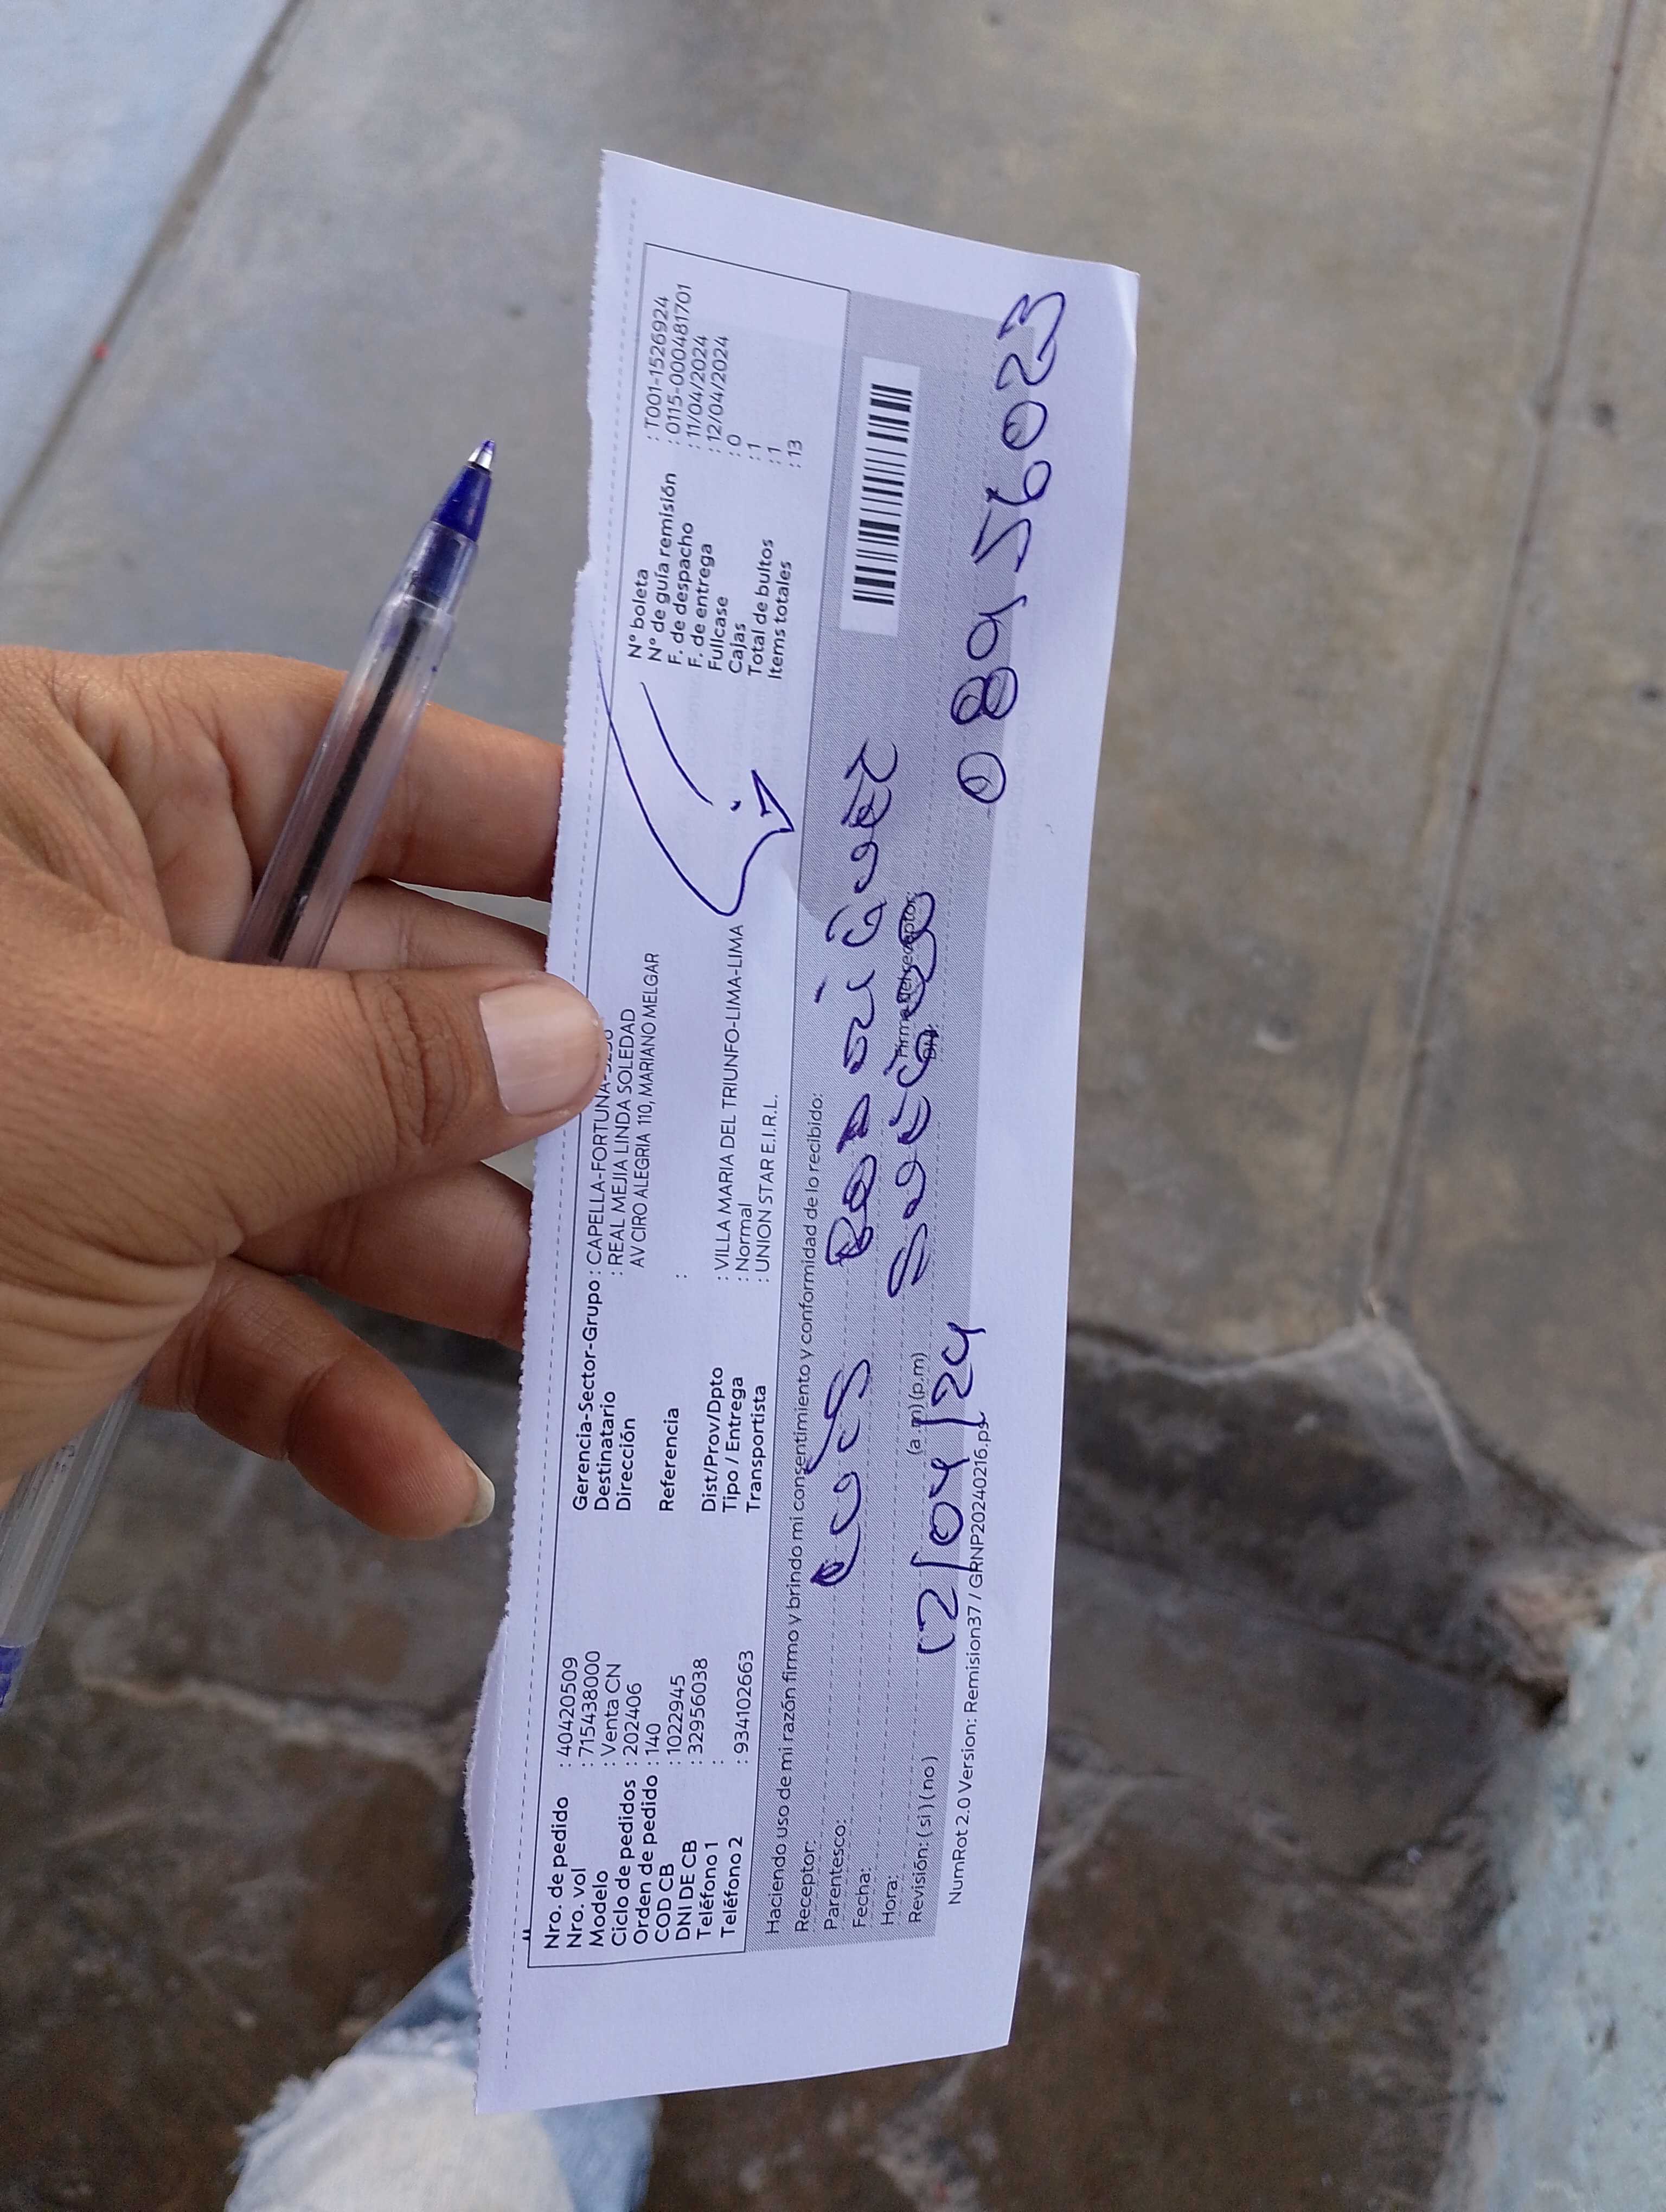 Nro. de pedido : 40420509
Nro. vol : 715438000
Modelo : Venta CN
Ciclo de pedidos : 202406
Orden de pedido : 140
COD CB : 1022945
DNI DE CB : 32956038
Teléfono 1 :
Teléfono 2 : 934102663
Gerencia-Sector-Grupo : CAPELLA-FORTUNA
Destinatario : REAL MEJIA LINDA SOLEDAD
Dirección AV CIRO ALEGRIA 110, MARIANO MELGAR
Referencia :
Dist/Prov/Dpto : VILLA MARIA DEL TRIUNFO-LIMA-LIMA
Tipo / Entrega : Normal
Transportista : UNION STAR E.I.R.L.
N° boleta : T001-1526924
N° de guía remisión : 0115-000481701
F. de despacho : 11/04/2024
F. de entrega : 12/04/2024
Fullcase : 0
Cajas : 1
Total de bultos : 1
Items totales : 13
Haciendo uso de mi razón firmo y brindo mi consentimiento y conformidad de lo recibido:
Receptor:
Parentesco:
Fecha:
Hora: (a.m) (p.m)
Revisión: ( si ) ( no )
12/04/24
Firma del receptor
DNI:
08956023
NumRot 2.0 Version: Remision37 / GRNP20240216.p